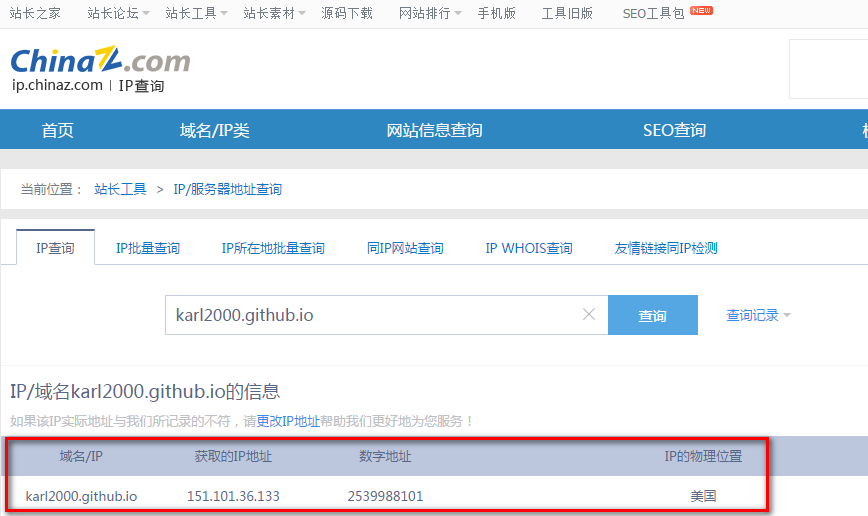 站长之家 站长论坛 站长工具 站长素材 源码下载 网站排行 手机版 工具旧版 SEO工具包 NEW
ChinaZ.com
ip.chinaz.com | IP查询
首页 域名/IP类 网站信息查询 SEO查询
当前位置： 站长工具 > IP/服务器地址查询
IP查询 IP批量查询 IP所在地批量查询 同IP网站查询 IP WHOIS查询 友情链接同IP检测
karl2000.github.io 查询 查询记录
IP/域名karl2000.github.io的信息
如果该IP实际地址与我们所记录的不符，请更改IP地址帮助我们更好地为您服务！
域名/IP 获取的IP地址 数字地址 IP的物理位置
karl2000.github.io 151.101.36.133 2539988101 美国